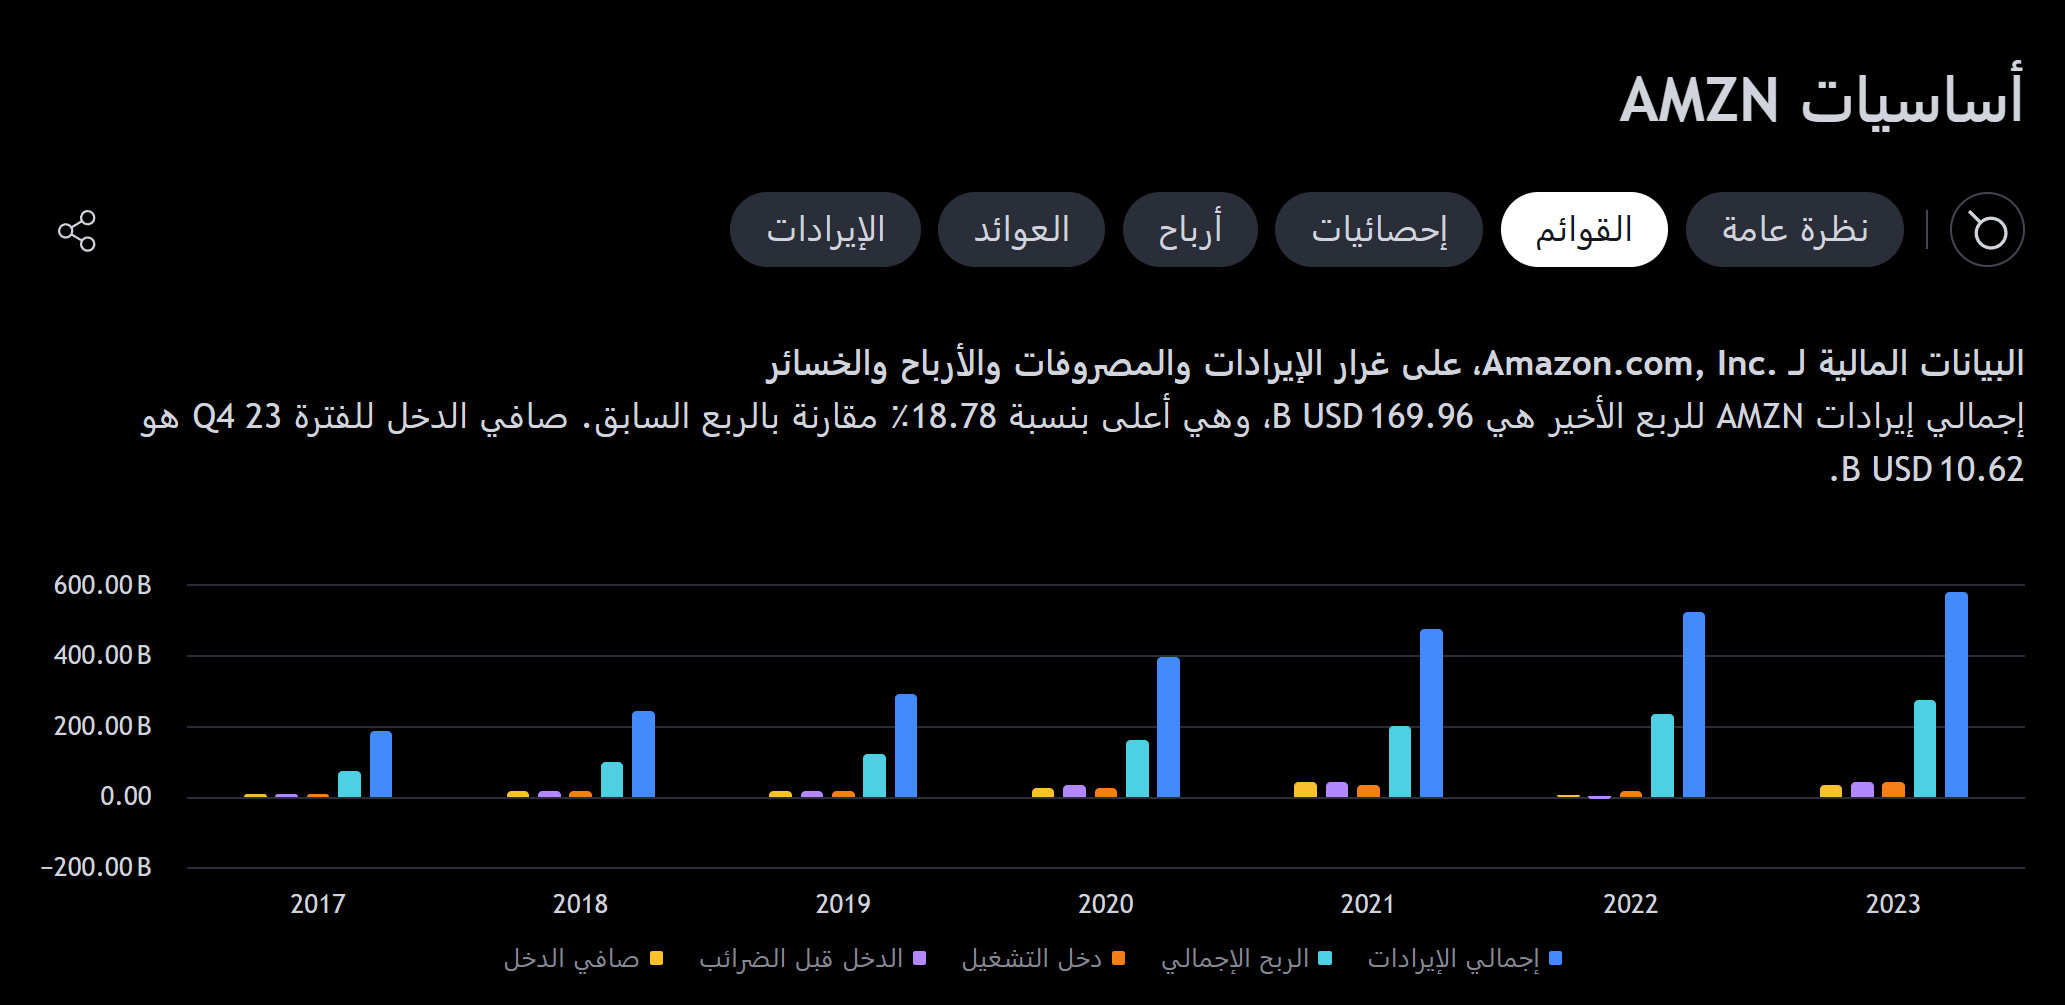 أساسيات AMZN
نظرة عامة
القوائم
إحصائيات
أرباح
العوائد
الإيرادات
البيانات المالية لـ Amazon.com, Inc.، على غرار الإيرادات والمصروفات والأرباح والخسائر
إجمالي إيرادات AMZN للربع الأخير هي 169.96 B USD، وهي أعلى بنسبة 18.78٪ مقارنة بالربع السابق. صافي الدخل للفترة Q4 23 هو
10.62 B USD.
600.00 B
400.00 B
200.00 B
0.00
−200.00 B
2017 2018 2019 2020 2021 2022 2023
إجمالي الإيرادات الربح الإجمالي دخل التشغيل الدخل قبل الضرائب صافي الدخل